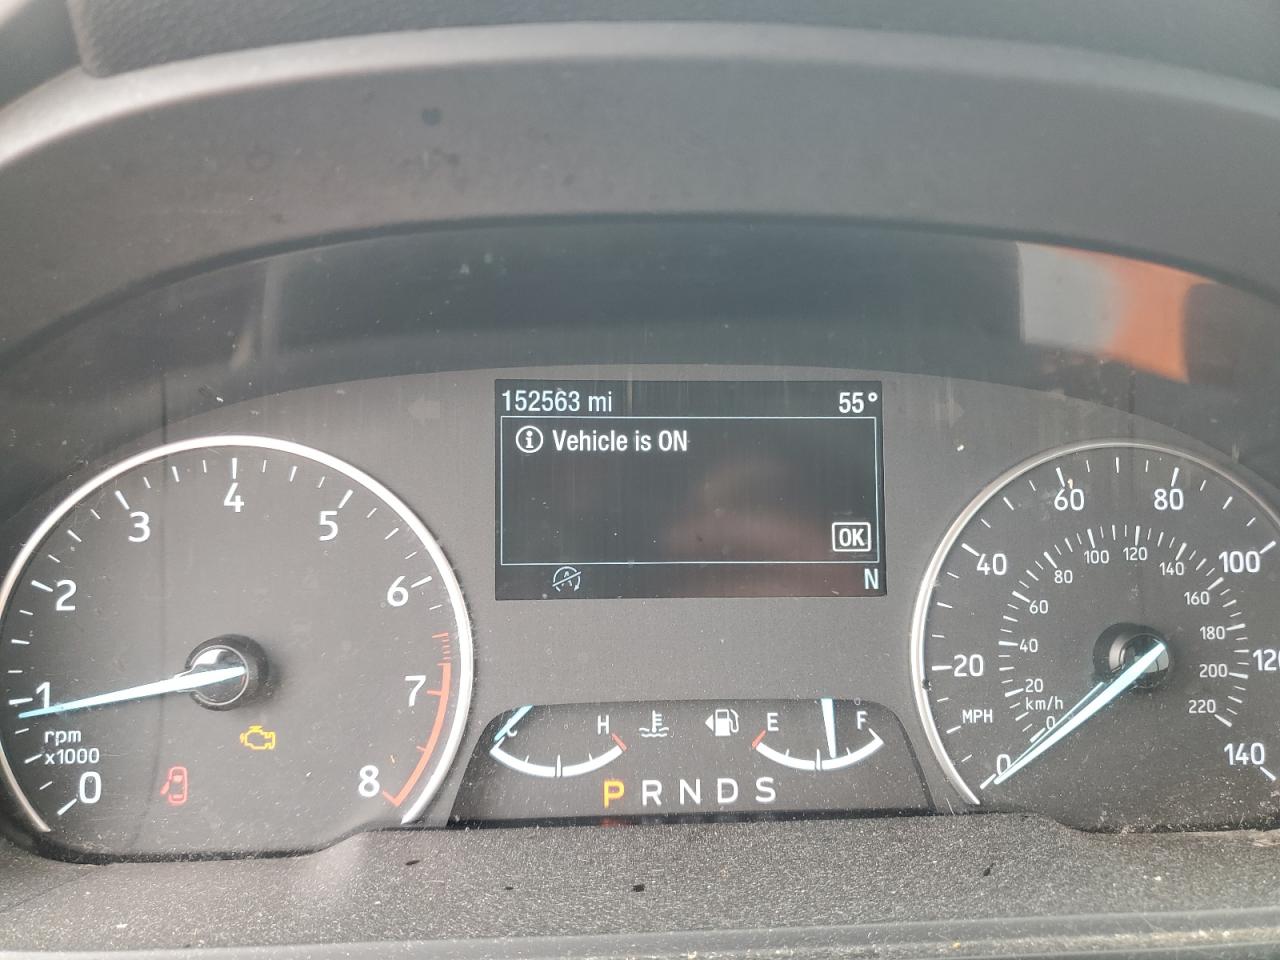 152563 mi 55°
Vehicle is ON
OK
N
0 1 2 3 4 5 6 7 8
rpm
x1000
C H E F
P R N D S
0 20 40 60 80 100 120 140
MPH
0 20 40 60 80 100 120 140 160 180 200 220
km/h